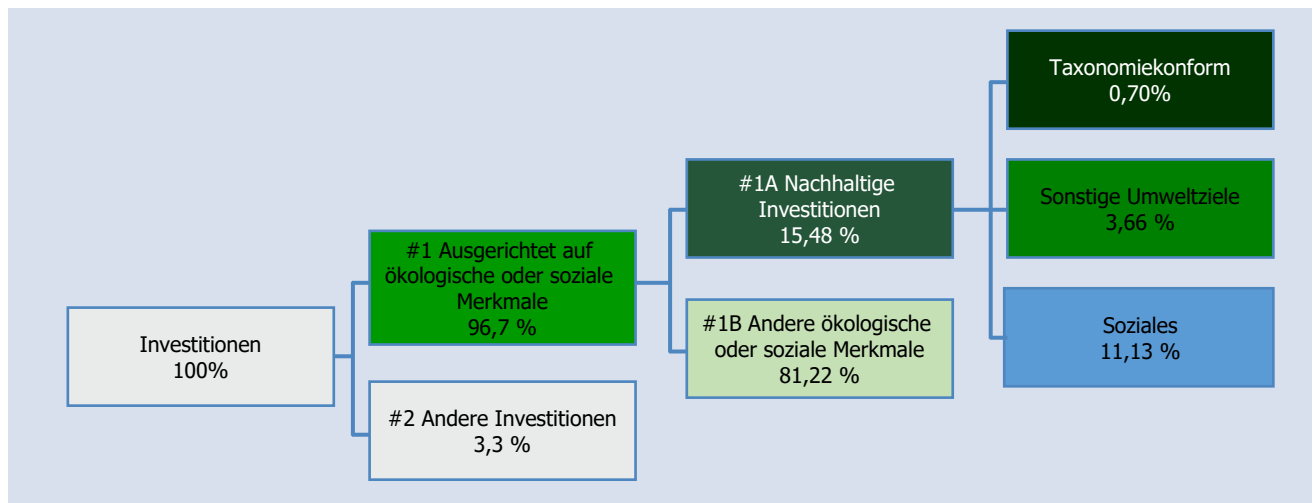 Investitionen
100%
#1 Ausgerichtet auf
ökologische oder soziale
Merkmale
96,7 %
#2 Andere Investitionen
3,3 %
#1A Nachhaltige
Investitionen
15,48 %
#1B Andere ökologische
oder soziale Merkmale
81,22 %
Taxonomiekonform
0,70%
Sonstige Umweltziele
3,66 %
Soziales
11,13 %